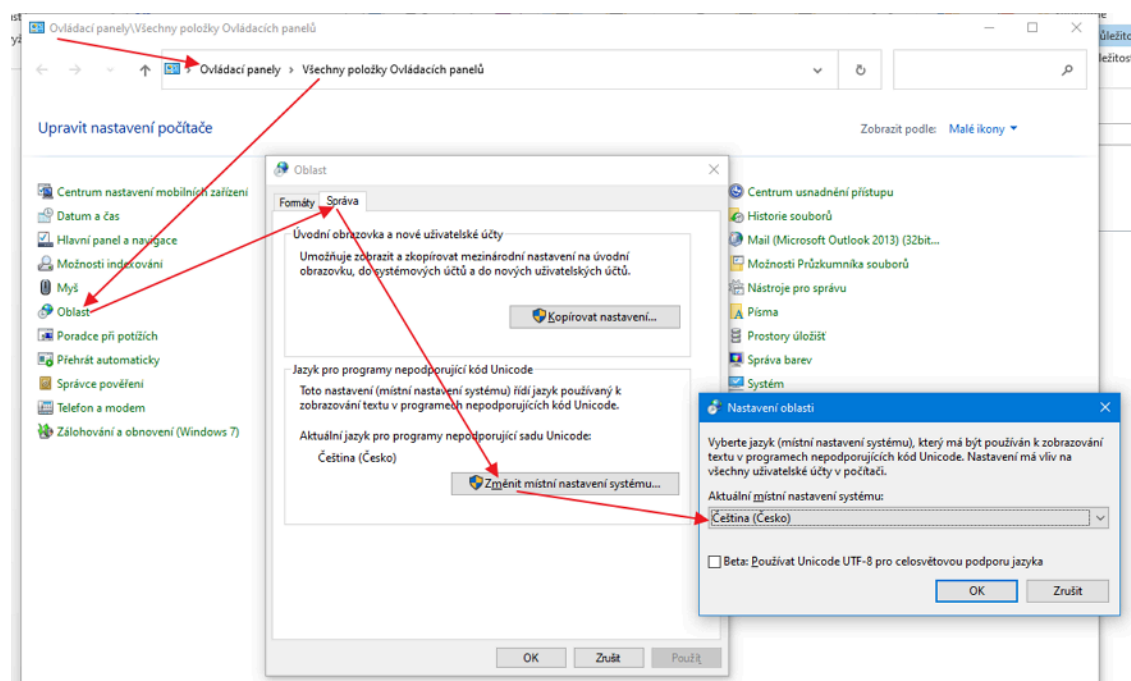 Ovládací panely\Všechny položky Ovládacích panelů
Ovládací panely > Všechny položky Ovládacích panelů
Upravit nastavení počítače
Zobrazit podle: Malé ikony
Centrum nastavení mobilních zařízení
Datum a čas
Hlavní panel a navigace
Možnosti indexování
Myš
Oblast
Poradce při potížích
Přehrát automaticky
Správce pověření
Telefon a modem
Zálohování a obnovení (Windows 7)
Oblast
Formáty
Správa
Úvodní obrazovka a nové uživatelské účty
Umožňuje zobrazit a zkopírovat mezinárodní nastavení na úvodní
obrazovku, do systémových účtů a do nových uživatelských účtů.
Kopírovat nastavení...
Jazyk pro programy nepodporující kód Unicode
Toto nastavení (místní nastavení systému) řídí jazyk používaný k
zobrazování textu v programech nepodporujících kód Unicode.
Aktuální jazyk pro programy nepodporující sadu Unicode:
Čeština (Česko)
Změnit místní nastavení systému...
OK
Zrušit
Použít
Centrum usnadnění přístupu
Historie souborů
Mail (Microsoft Outlook 2013) (32bit...
Možnosti Průzkumníka souborů
Nástroje pro správu
Písma
Prostory úložišť
Správa barev
Systém
Nastavení oblasti
Vyberte jazyk (místní nastavení systému), který má být používán k zobrazování
textu v programech nepodporujících kód Unicode. Nastavení má vliv na
všechny uživatelské účty v počítači.
Aktuální místní nastavení systému:
Čeština (Česko)
Beta: Používat Unicode UTF-8 pro celosvětovou podporu jazyka
OK
Zrušit